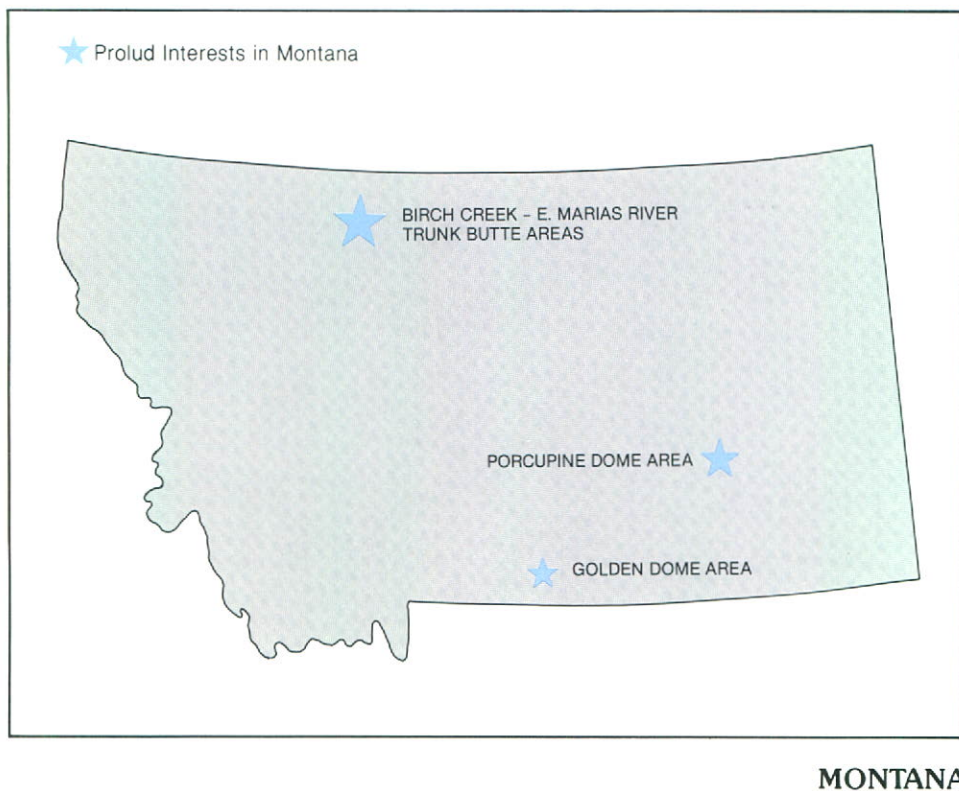 Prolud Interests in Montana
BIRCH CREEK - E. MARIAS RIVER
TRUNK BUTTE AREAS
PORCUPINE DOME AREA
GOLDEN DOME AREA
MONTANA